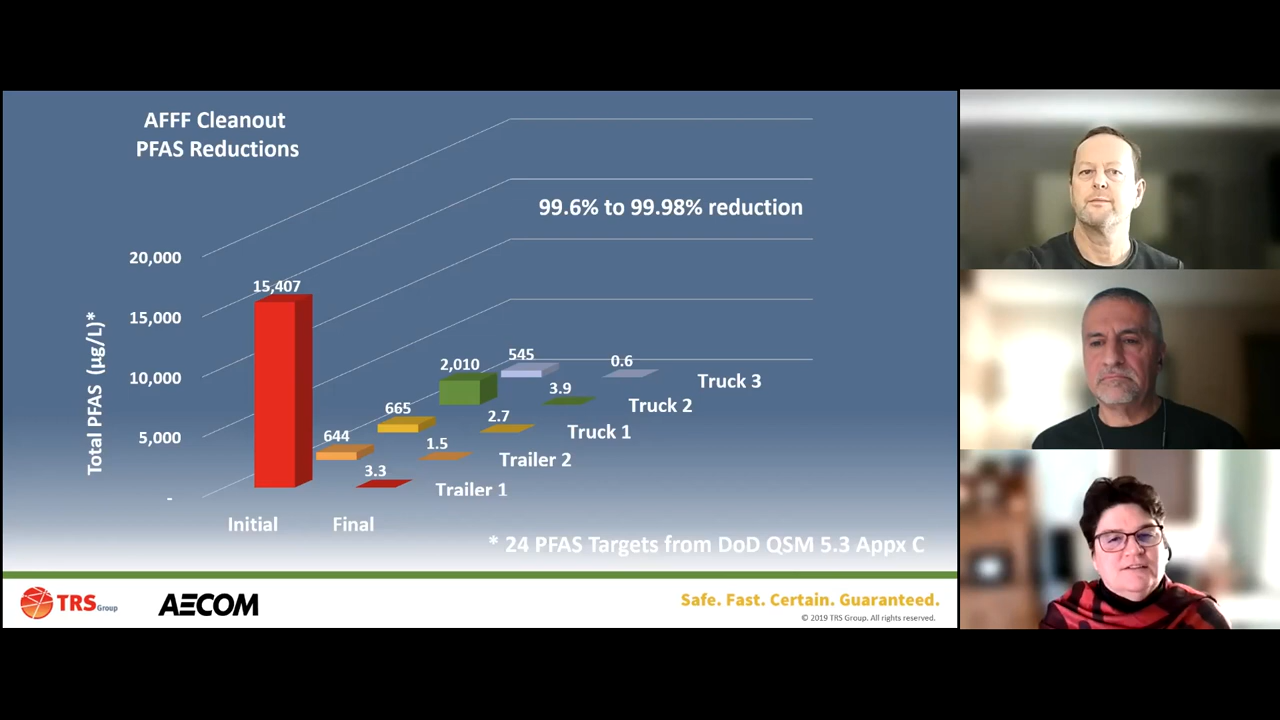 AFFF Cleanout
PFAS Reductions
99.6% to 99.98% reduction
Total PFAS (µg/L)*
20,000
15,000
10,000
5,000
-
15,407
644
665
2,010
545
3.3
1.5
2.7
3.9
0.6
Truck 3
Truck 2
Truck 1
Trailer 2
Trailer 1
Initial
Final
* 24 PFAS Targets from DoD QSM 5.3 Appx C
TRS Group
AECOM
Safe. Fast. Certain. Guaranteed.
© 2019 TRS Group. All rights reserved.